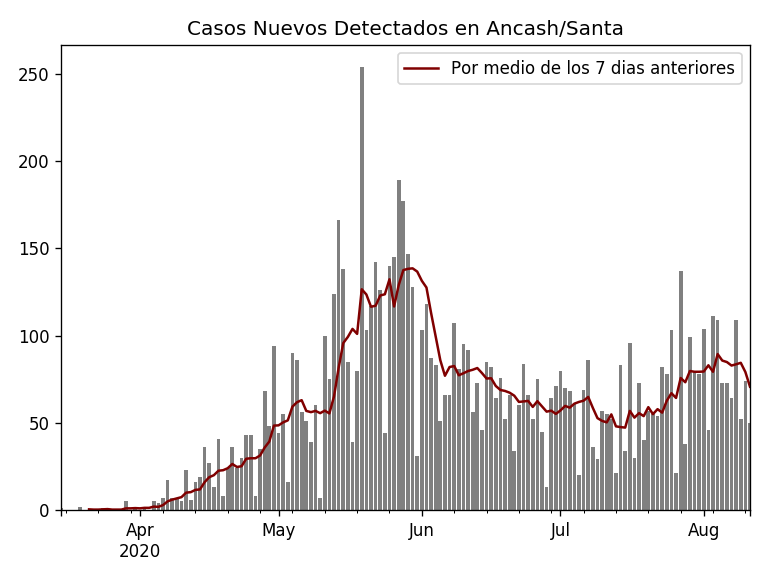 Casos Nuevos Detectados en Ancash/Santa
Por medio de los 7 dias anteriores
250
200
150
100
50
0
Apr
2020
May
Jun
Jul
Aug